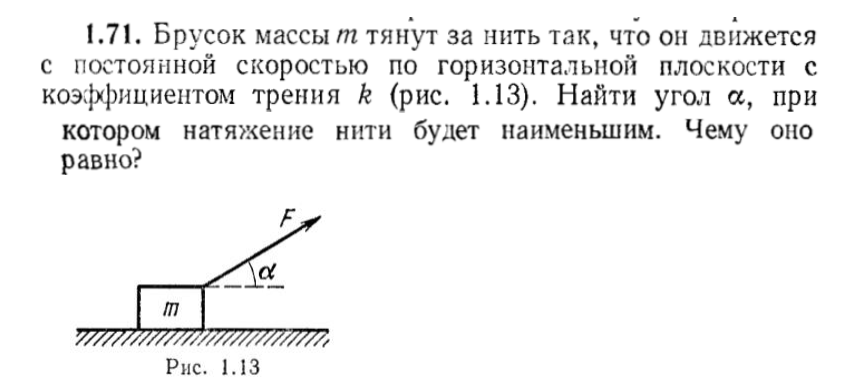 1.71. Брусок массы m тянут за нить так, что он движется
с постоянной скоростью по горизонтальной плоскости с
коэффициентом трения k (рис. 1.13). Найти угол α, при
котором натяжение нити будет наименьшим. Чему оно
равно?
F
α
m
Рис. 1.13